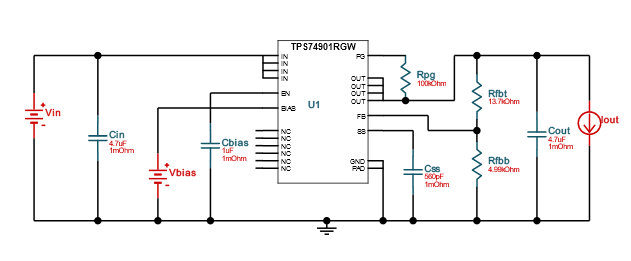 TPS74901RGW
IN
IN
IN
IN
EN
BIAS
NC
NC
NC
NC
NC
NC
U1
PG
OUT
OUT
OUT
OUT
FB
SS
GND
PAD
Vin
Cin
4.7uF
1mOhm
Vbias
Cbias
1uF
1mOhm
Rpg
100kOhm
Css
560pF
1mOhm
Rfbt
13.7kOhm
Rfbb
4.99kOhm
Cout
4.7uF
1mOhm
Iout